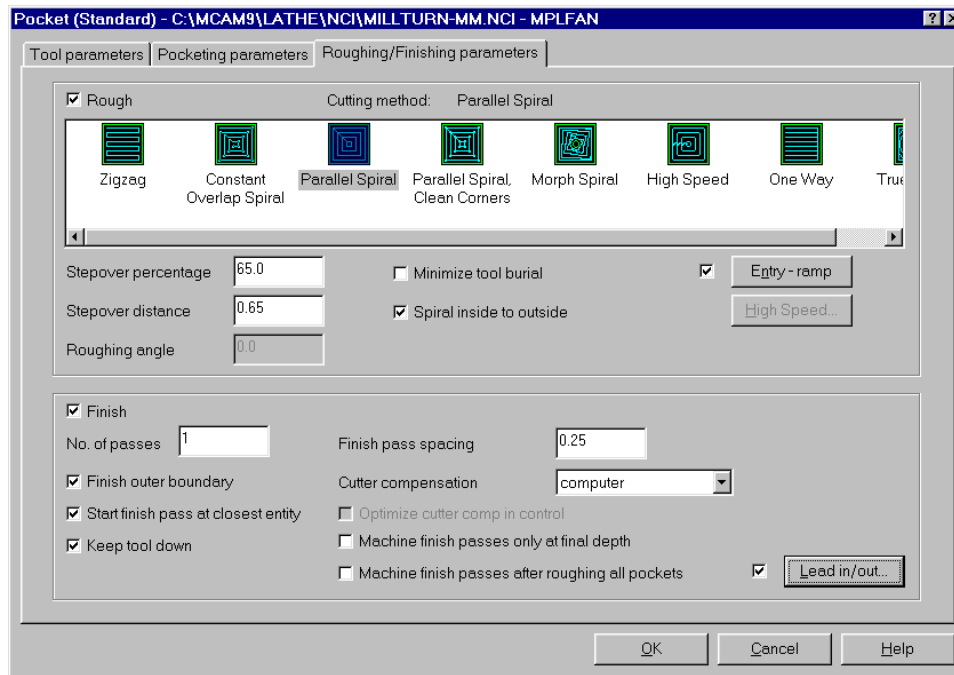 Pocket (Standard) - C:\MCAM9\LATHE\NCI\MILLTURN-MM.NCI - MPLFAN
Tool parameters Pocketing parameters Roughing/Finishing parameters
Rough Cutting method: Parallel Spiral
Zigzag Constant Parallel Spiral Parallel Spiral, Morph Spiral High Speed One Way True
Overlap Spiral Clean Corners
Stepover percentage 65.0 Minimize tool burial Entry - ramp
Stepover distance 0.65 Spiral inside to outside High Speed...
Roughing angle 0.0
Finish
No. of passes 1 Finish pass spacing 0.25
Finish outer boundary Cutter compensation computer
Start finish pass at closest entity Optimize cutter comp in control
Keep tool down Machine finish passes only at final depth
Machine finish passes after roughing all pockets Lead in/out...
OK Cancel Help